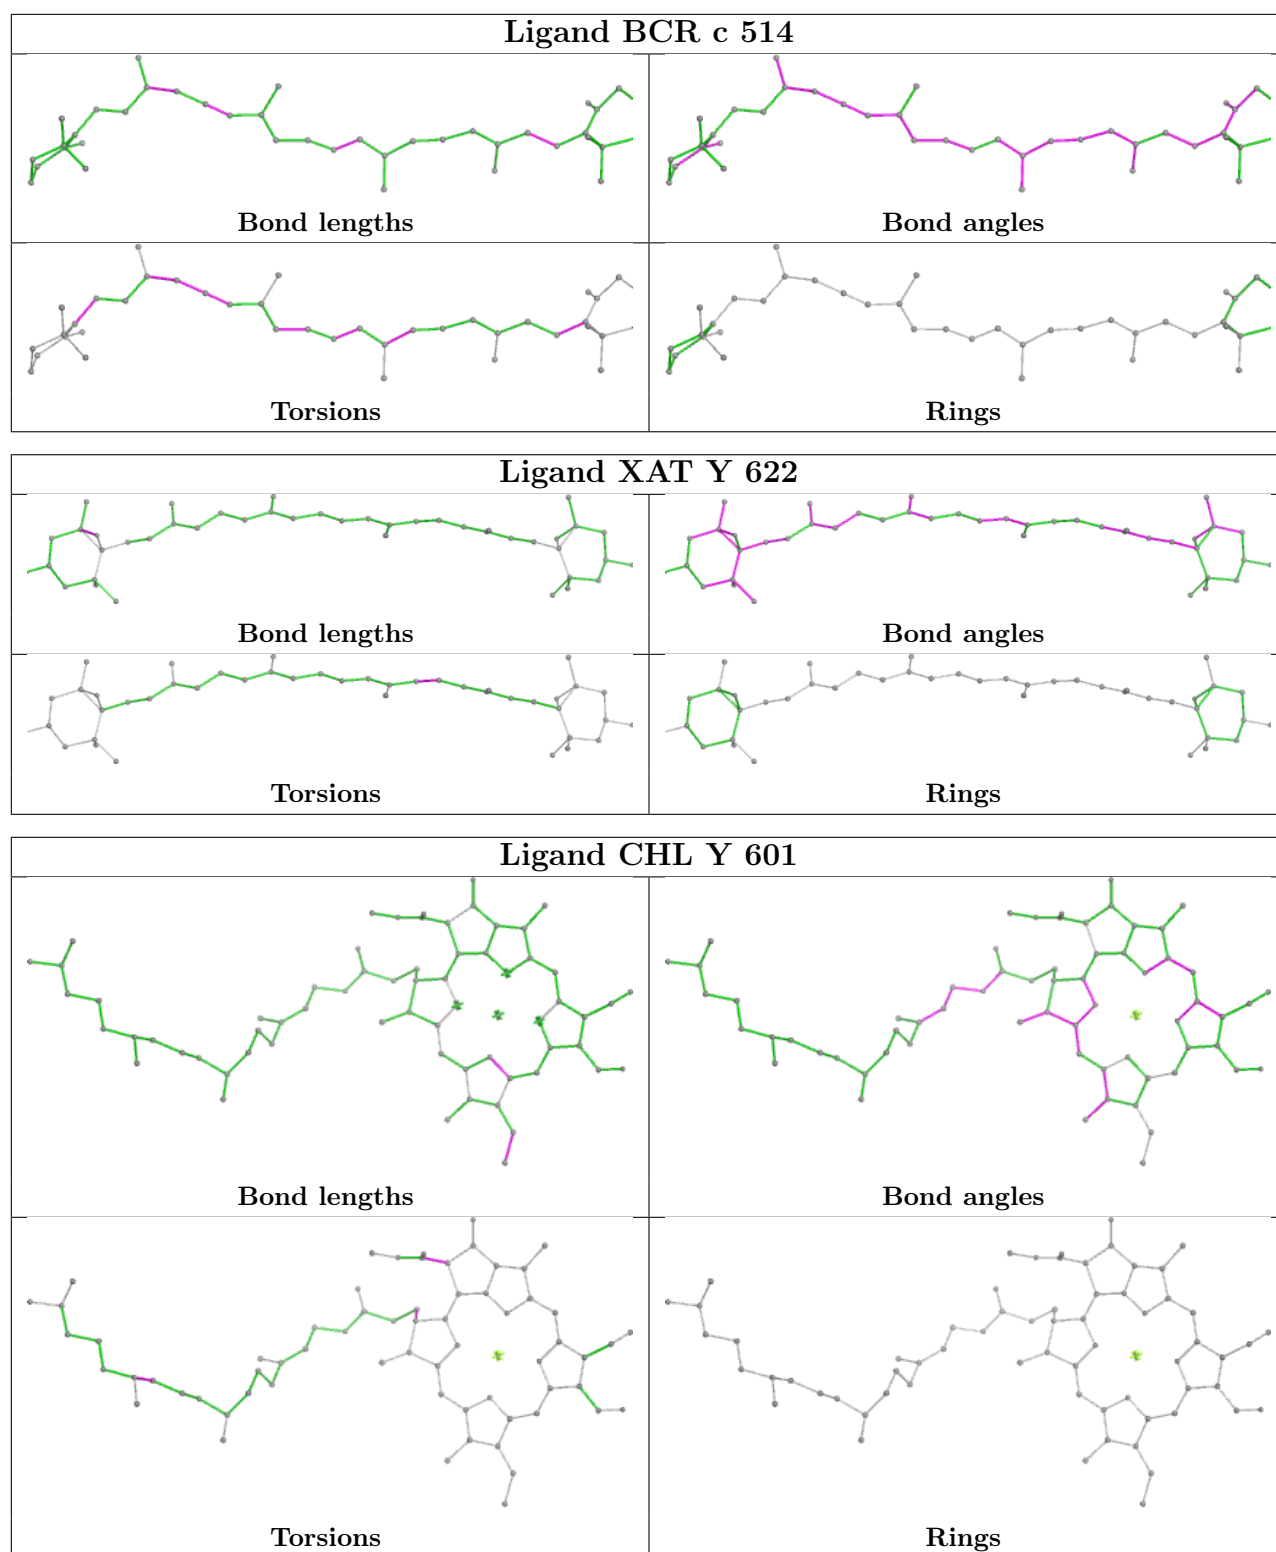 Ligand BCR c 514
Bond lengths
Bond angles
Torsions
Rings
Ligand XAT Y 622
Bond lengths
Bond angles
Torsions
Rings
Ligand CHL Y 601
Bond lengths
Bond angles
Torsions
Rings